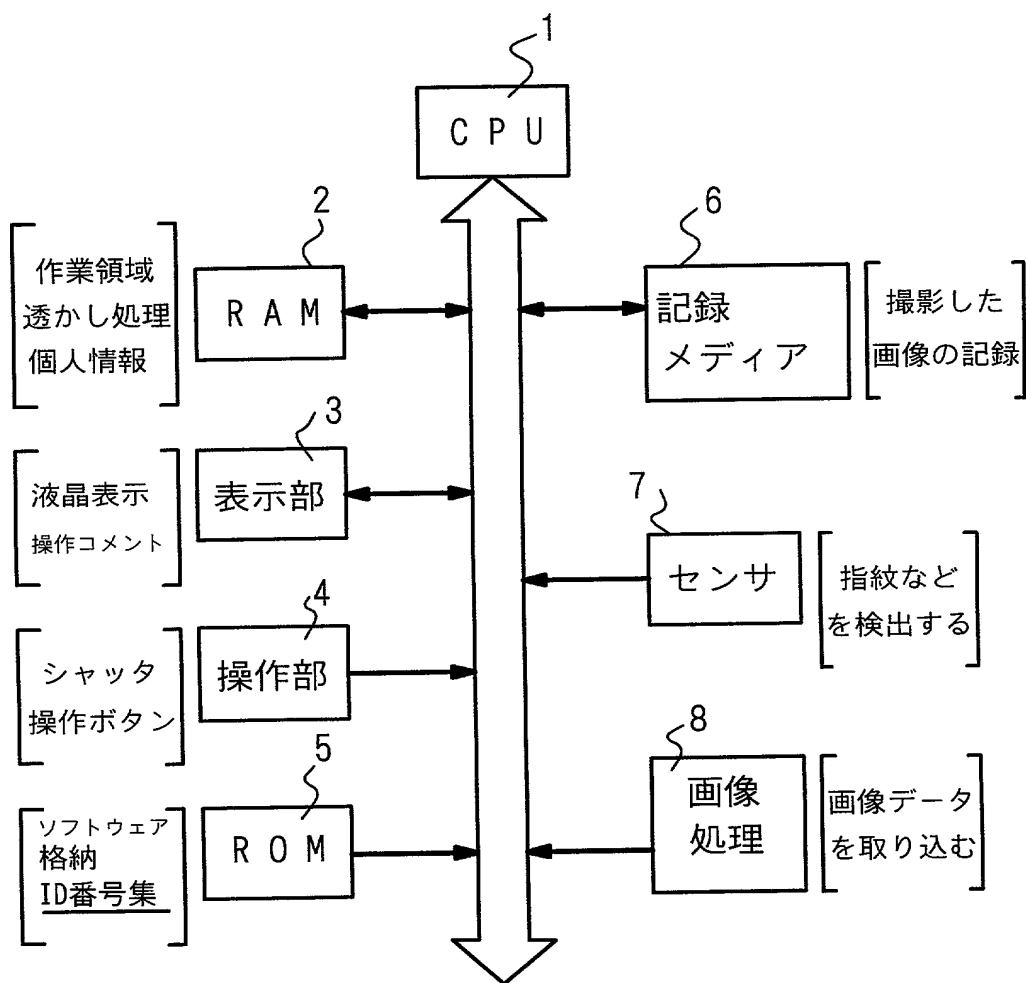 1
CPU
2
作業領域
透かし処理
個人情報
RAM
3
液晶表示
操作コメント
表示部
4
シャッタ
操作ボタン
操作部
5
ソフトウェア
格納
ID番号集
ROM
6
記録
メディア
撮影した
画像の記録
7
センサ
指紋など
を検出する
8
画像
処理
画像データ
を取り込む